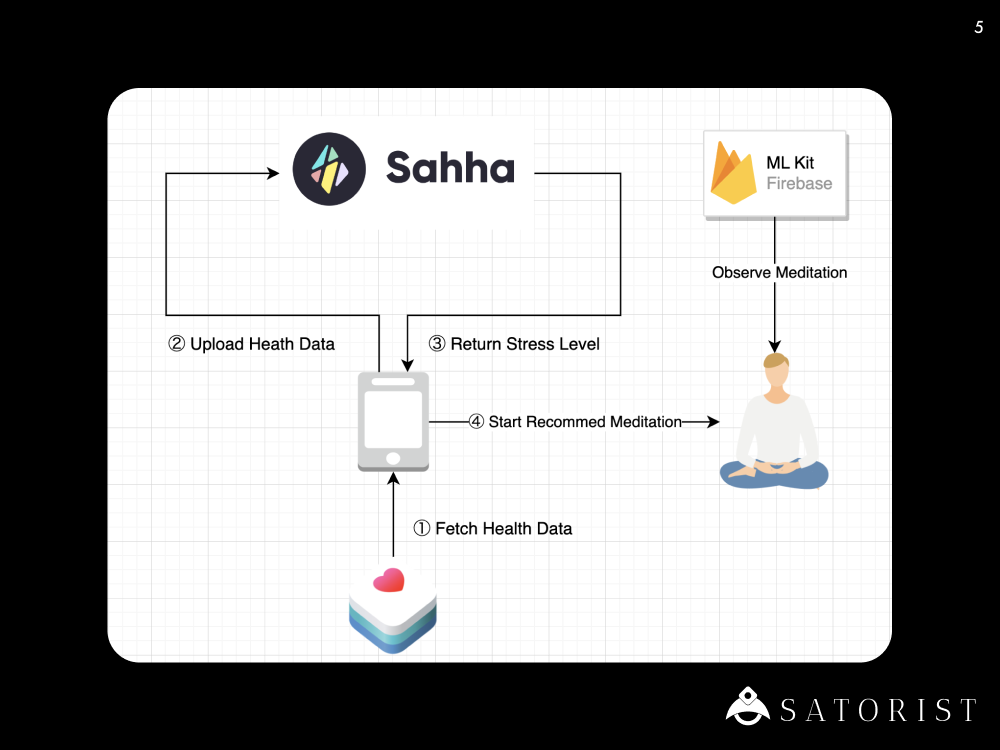 5
Sahha
ML Kit
Firebase
Observe Meditation
② Upload Heath Data
③ Return Stress Level
④ Start Recommed Meditation
① Fetch Health Data
SATORIST